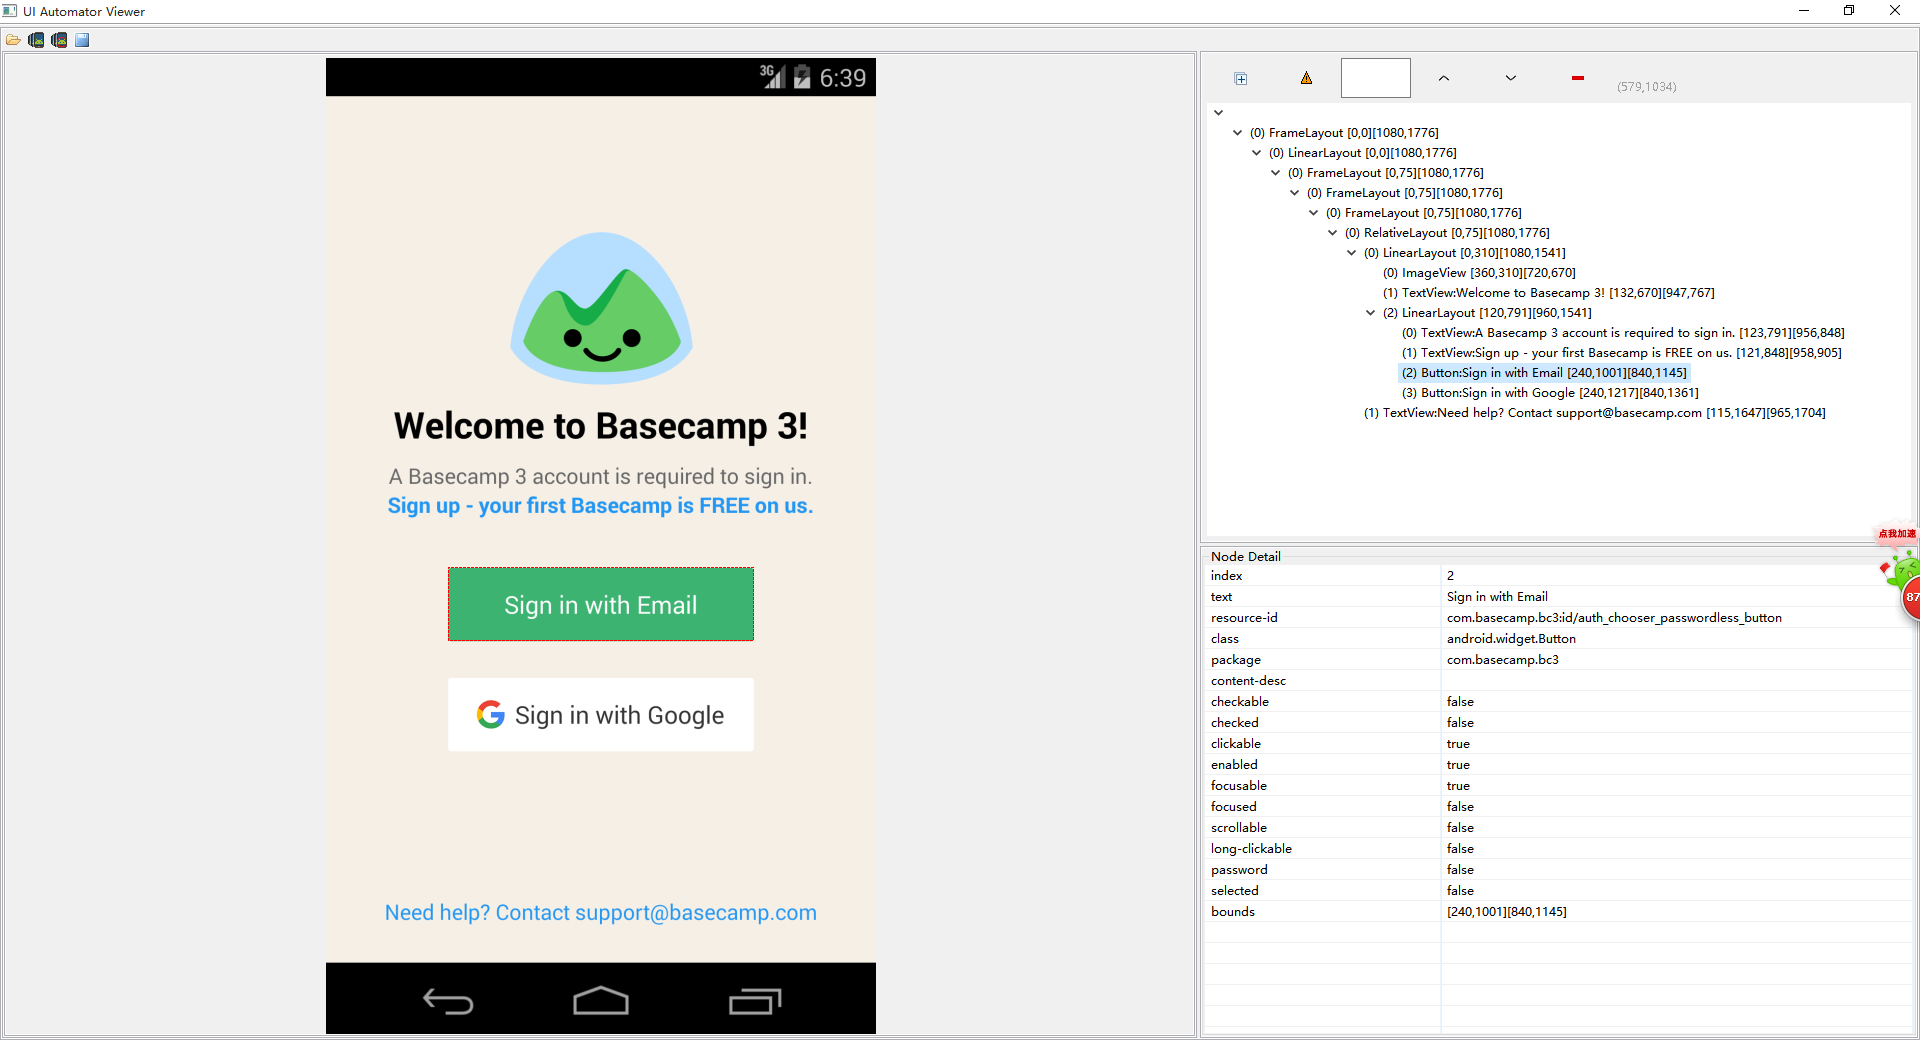 UI Automator Viewer
3G 6:39
Welcome to Basecamp 3!
A Basecamp 3 account is required to sign in.
Sign up - your first Basecamp is FREE on us.
Sign in with Email
Sign in with Google
Need help? Contact support@basecamp.com
(579,1034)
(0) FrameLayout [0,0][1080,1776]
(0) LinearLayout [0,0][1080,1776]
(0) FrameLayout [0,75][1080,1776]
(0) FrameLayout [0,75][1080,1776]
(0) FrameLayout [0,75][1080,1776]
(0) RelativeLayout [0,75][1080,1776]
(0) LinearLayout [0,310][1080,1541]
(0) ImageView [360,310][720,670]
(1) TextView:Welcome to Basecamp 3! [132,670][947,767]
(2) LinearLayout [120,791][960,1541]
(0) TextView:A Basecamp 3 account is required to sign in. [123,791][956,848]
(1) TextView:Sign up - your first Basecamp is FREE on us. [121,848][958,905]
(2) Button:Sign in with Email [240,1001][840,1145]
(3) Button:Sign in with Google [240,1217][840,1361]
(1) TextView:Need help? Contact support@basecamp.com [115,1647][965,1704]
点我加速
87
Node Detail
index 2
text Sign in with Email
resource-id com.basecamp.bc3:id/auth_chooser_passwordless_button
class android.widget.Button
package com.basecamp.bc3
content-desc
checkable false
checked false
clickable true
enabled true
focusable true
focused false
scrollable false
long-clickable false
password false
selected false
bounds [240,1001][840,1145]